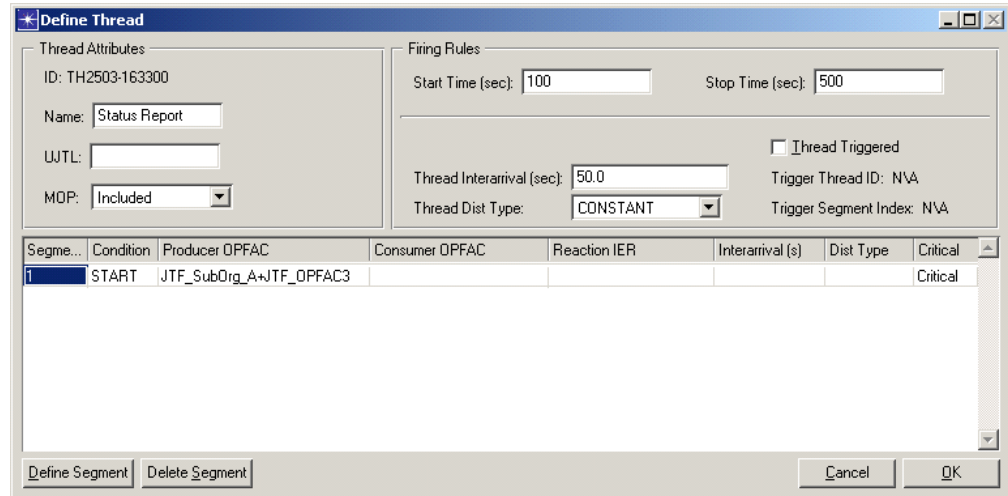 Define Thread
Thread Attributes
ID: TH2503-163300
Name: Status Report
UJTL:
MOP: Included
Firing Rules
Start Time (sec): 100 Stop Time (sec): 500
Thread Triggered
Thread Interarrival (sec): 50.0 Trigger Thread ID: N\A
Thread Dist Type: CONSTANT Trigger Segment Index: N\A
Segme... Condition Producer OPFAC Consumer OPFAC Reaction IER Interarrival (s) Dist Type Critical
1 START JTF_SubOrg_A+JTF_OPFAC3 Critical
Define Segment Delete Segment Cancel OK